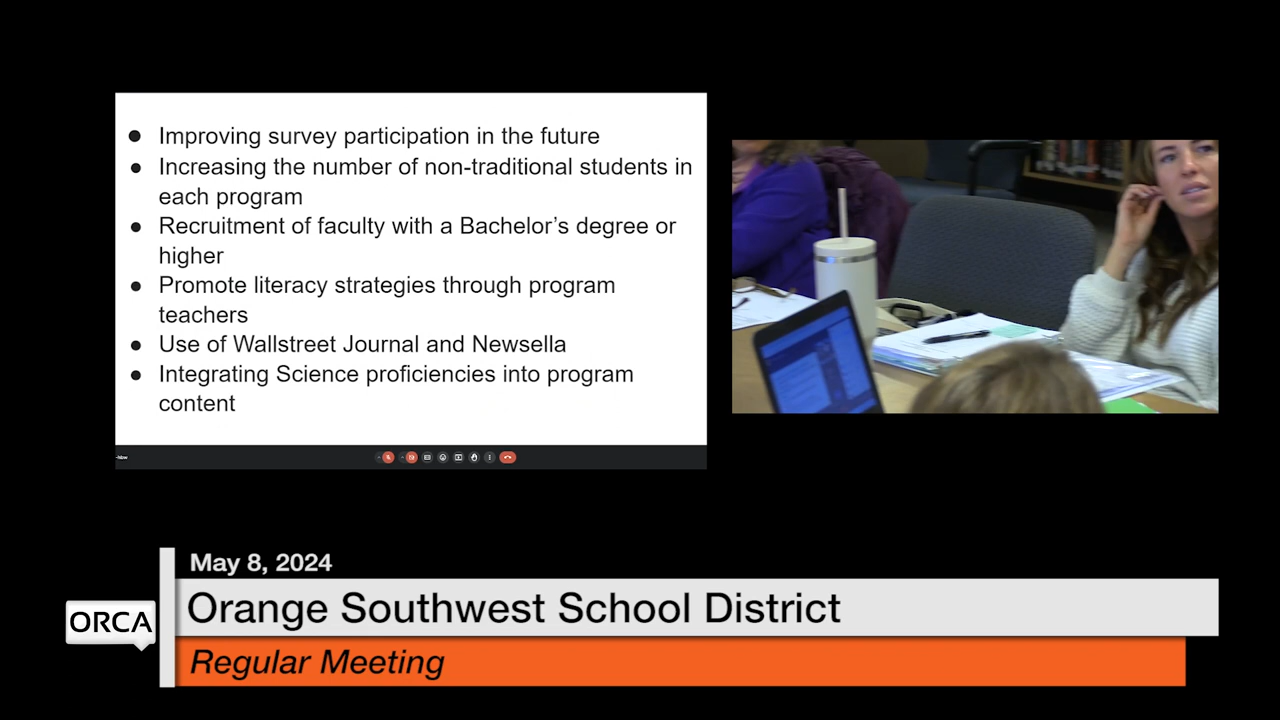 ● Improving survey participation in the future
● Increasing the number of non-traditional students in
each program
● Recruitment of faculty with a Bachelor's degree or
higher
● Promote literacy strategies through program
teachers
● Use of Wallstreet Journal and Newsella
● Integrating Science proficiencies into program
content
May 8, 2024
Orange Southwest School District
ORCA
Regular Meeting